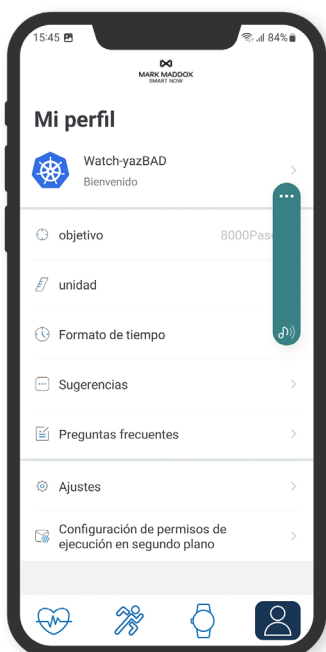 15:45
84%
MARK MADDOX
SMART NOW
Mi perfil
Watch-yazBAD
Bienvenido
objetivo
unidad
Formato de tiempo
Sugerencias
Preguntas frecuentes
Ajustes
Configuración de permisos de
ejecución en segundo plano